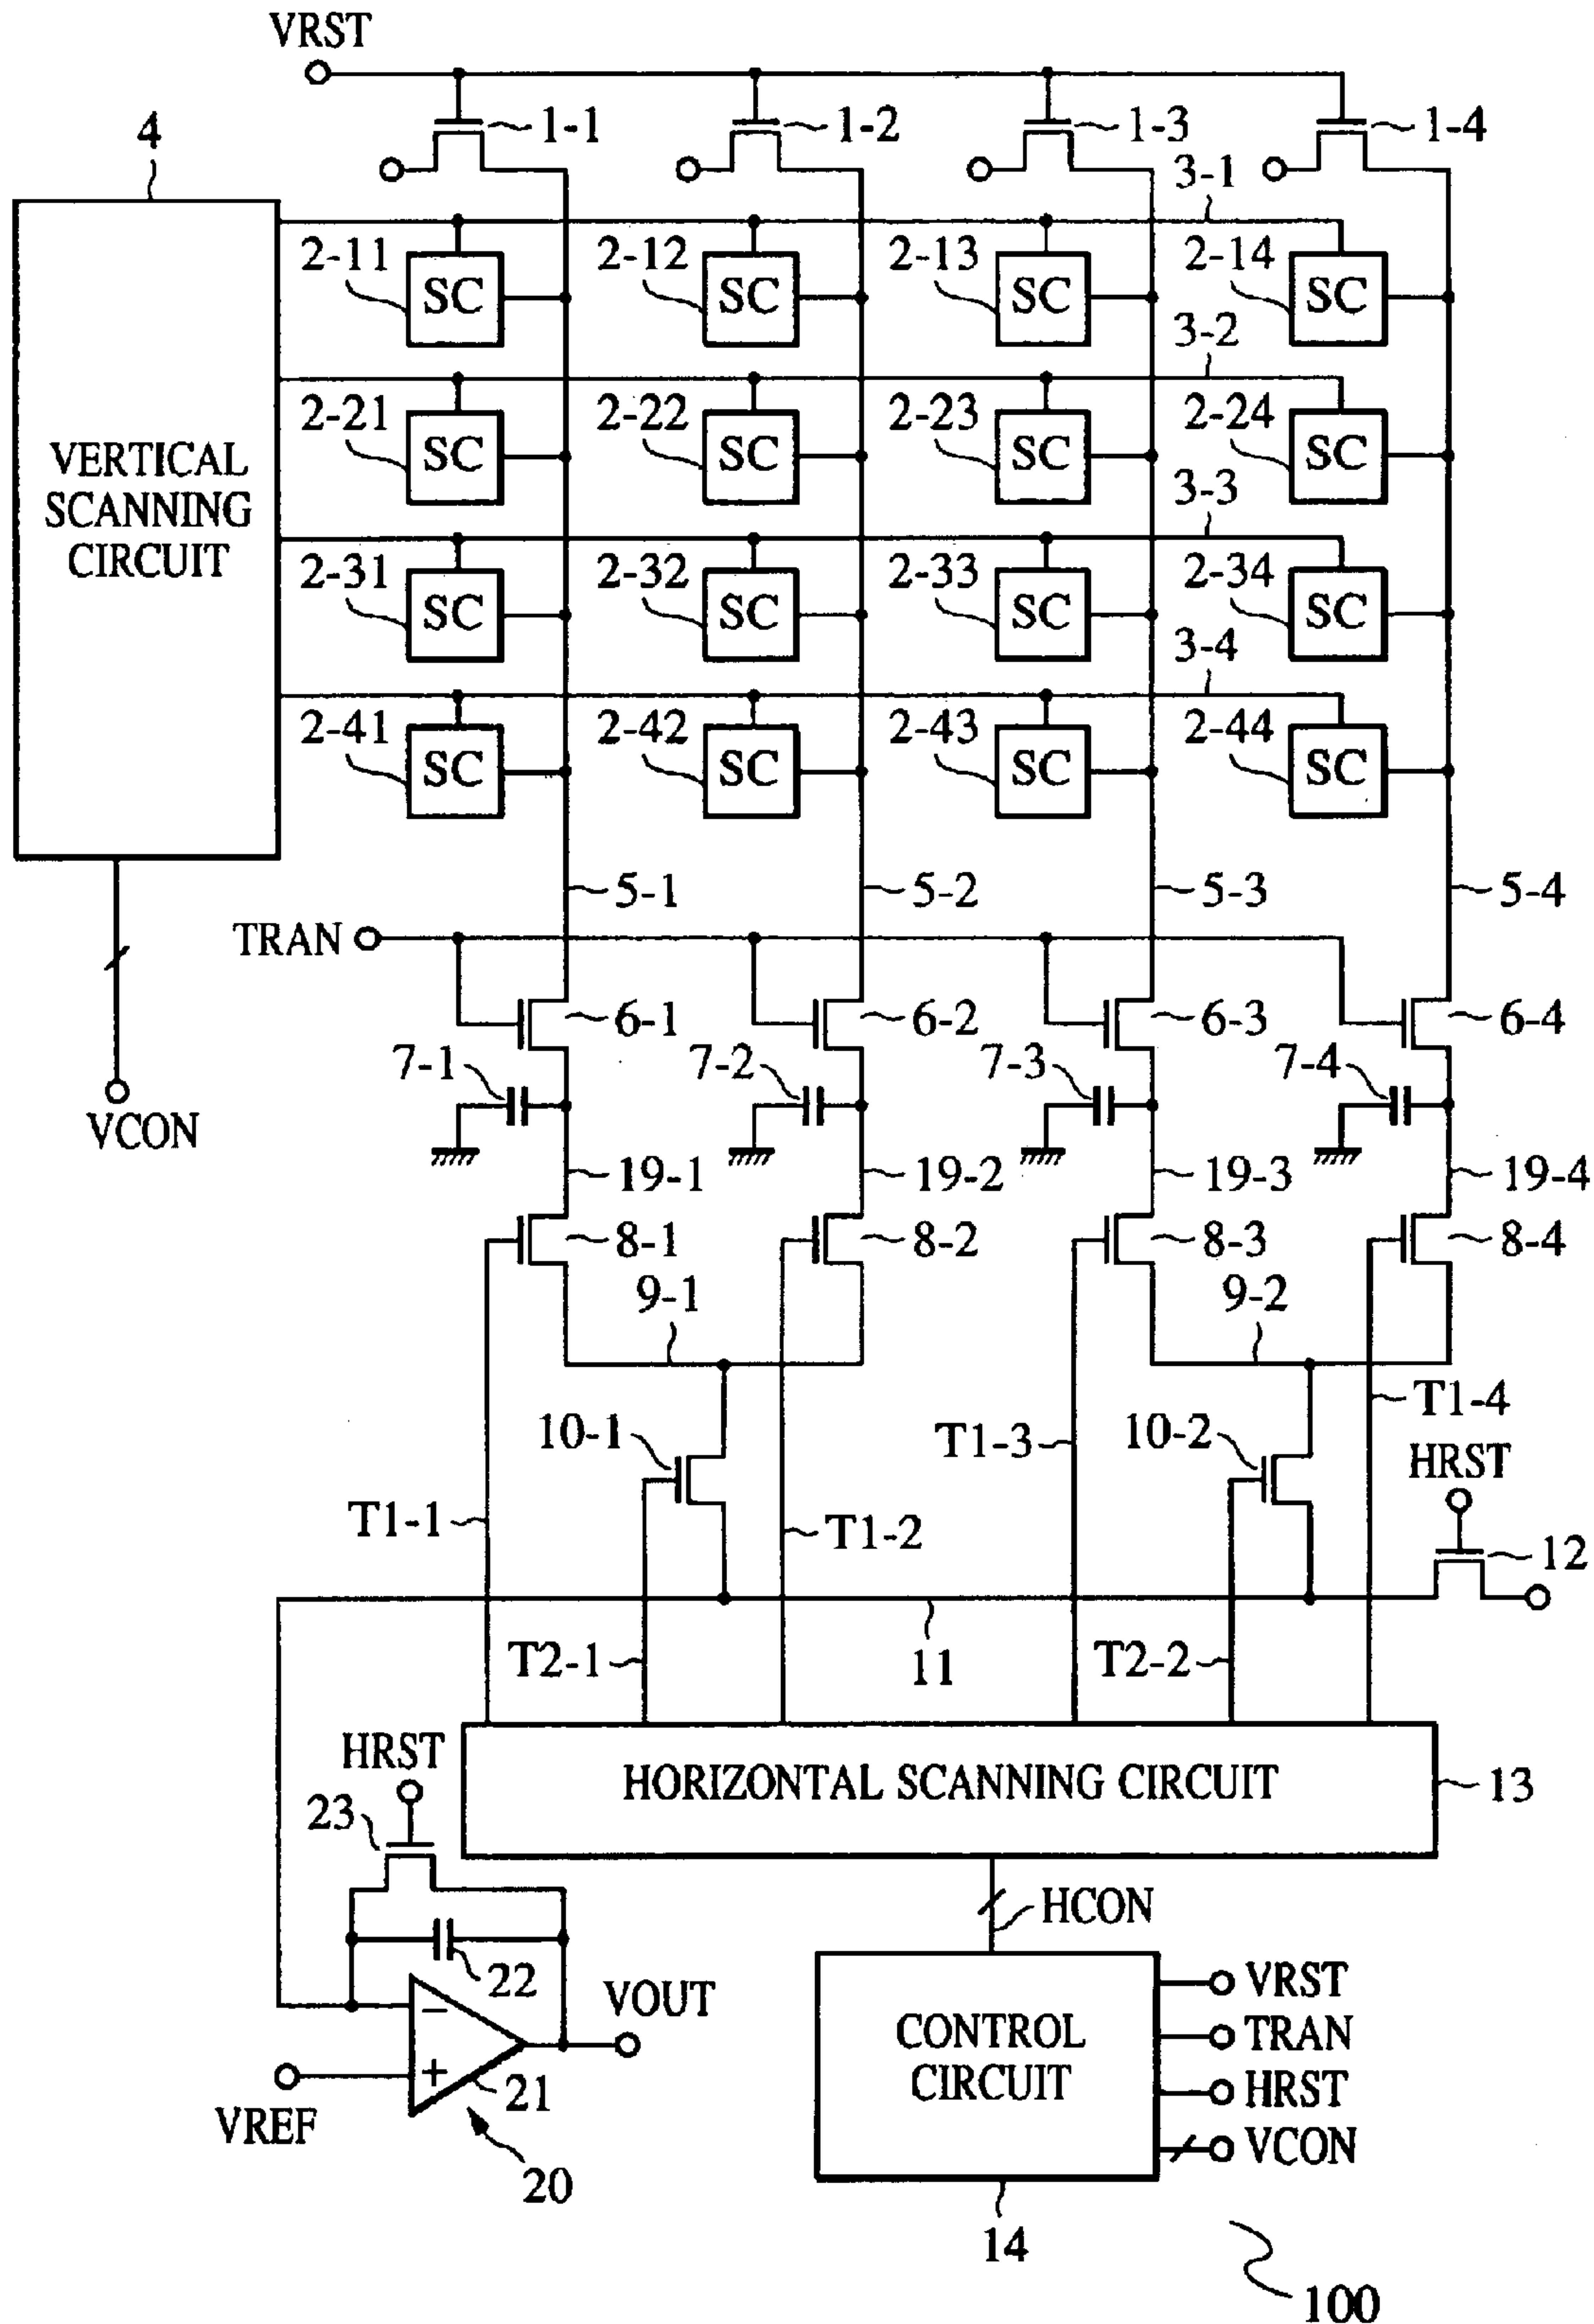 VRST
4
1-1
1-2
1-3
1-4
3-1
2-11
2-12
2-13
2-14
SC
SC
SC
SC
3-2
2-21
2-22
2-23
2-24
SC
SC
SC
SC
VERTICAL
SCANNING
CIRCUIT
3-3
2-31
2-32
2-33
2-34
SC
SC
SC
SC
3-4
2-41
2-42
2-43
2-44
SC
SC
SC
SC
5-1
5-2
5-3
5-4
TRAN
6-1
6-2
6-3
6-4
7-1
7-2
7-3
7-4
VCON
19-1
19-2
19-3
19-4
8-1
8-2
8-3
8-4
9-1
9-2
T1-4
10-1
T1-3
10-2
HRST
T1-1
T1-2
12
T2-1
11
T2-2
HRST
HORIZONTAL SCANNING CIRCUIT
13
23
HCON
22
VOUT
VRST
−
CONTROL
CIRCUIT
TRAN
+
21
HRST
VREF
VCON
20
14
100